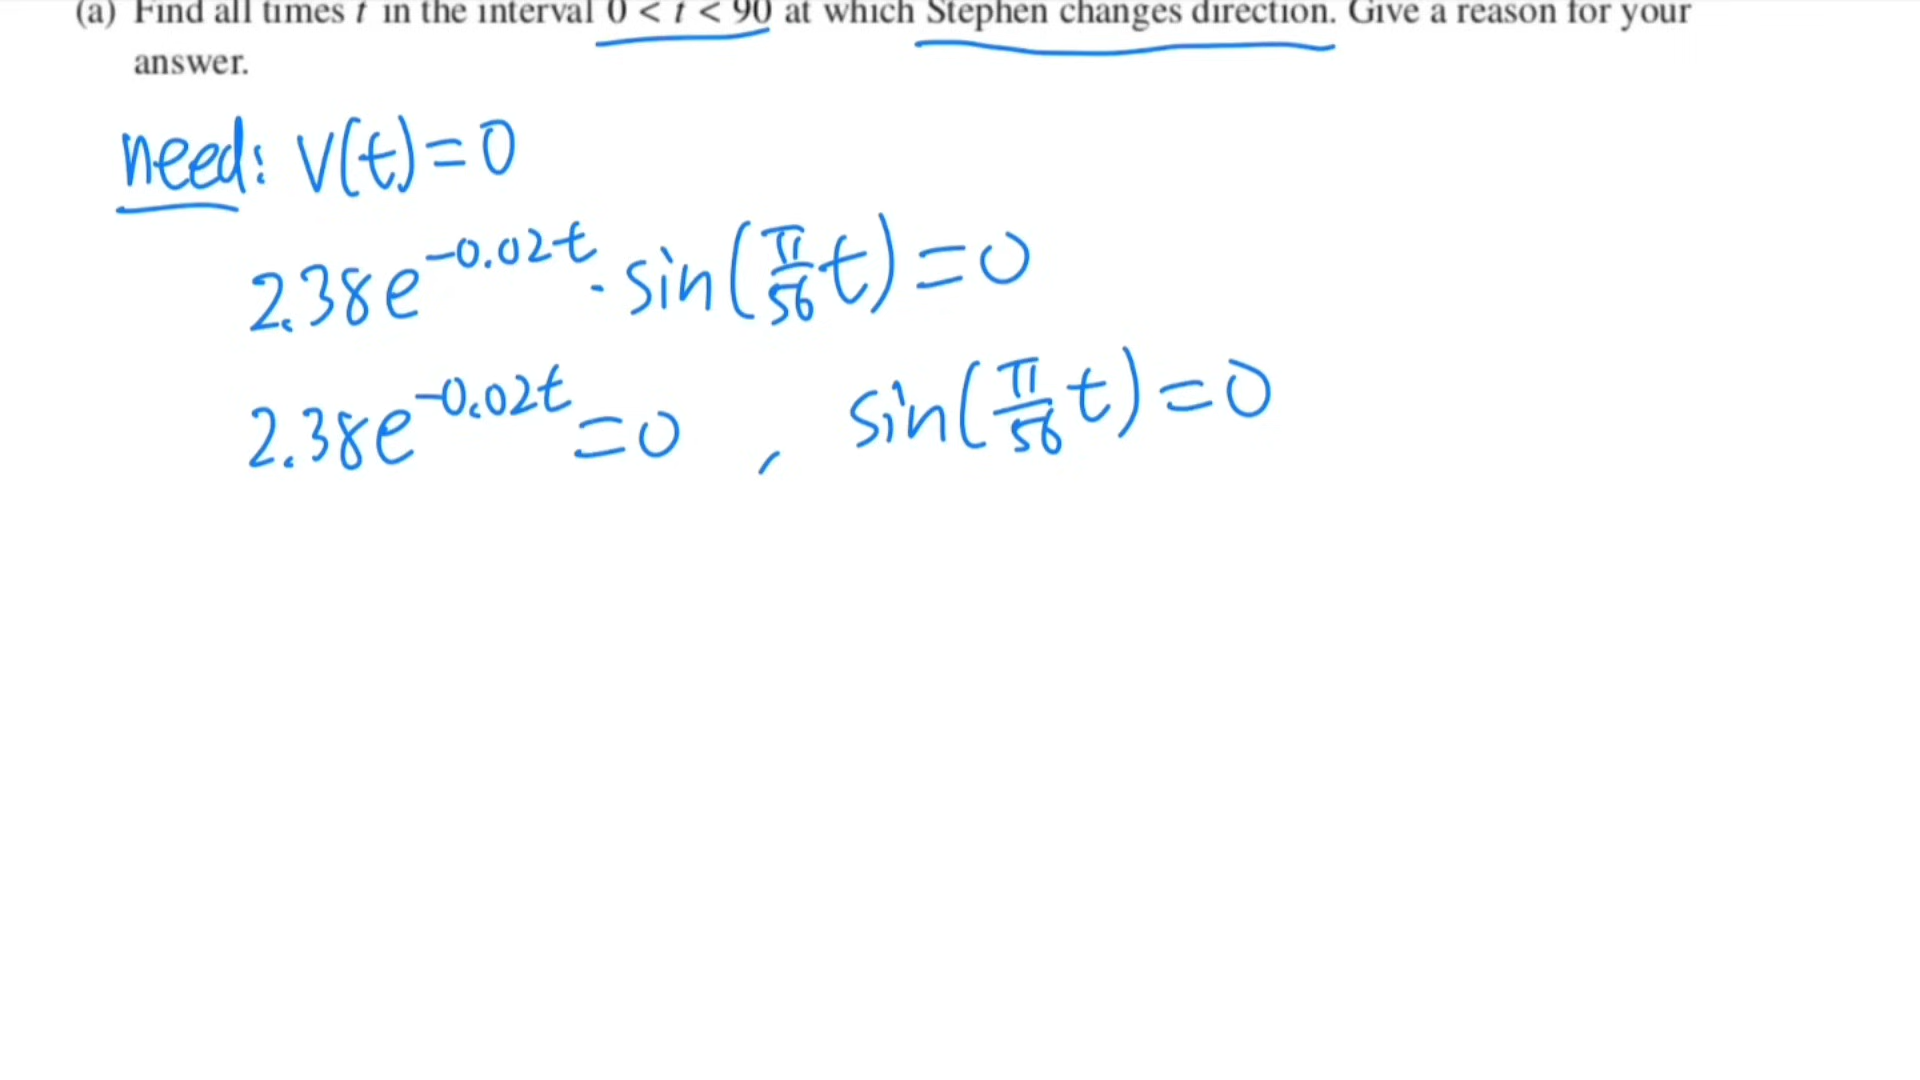 (a) Find all times t in the interval 0 < t < 90 at which Stephen changes direction. Give a reason for your
answer.
need: v(t)=0
2.38e^{-0.02t} · sin(π/56 t)=0
2.38e^{-0.02t}=0 , sin(π/56 t)=0